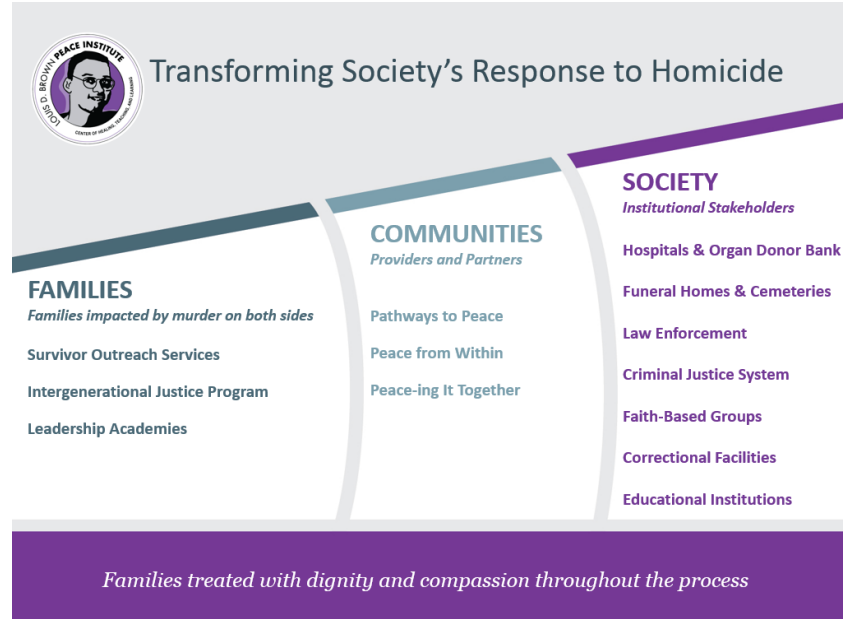 LOUIS D. BROWN PEACE INSTITUTE
CENTER OF HEALING, TEACHING, AND LEARNING
Transforming Society's Response to Homicide
FAMILIES
Families impacted by murder on both sides
Survivor Outreach Services
Intergenerational Justice Program
Leadership Academies
COMMUNITIES
Providers and Partners
Pathways to Peace
Peace from Within
Peace-ing It Together
SOCIETY
Institutional Stakeholders
Hospitals & Organ Donor Bank
Funeral Homes & Cemeteries
Law Enforcement
Criminal Justice System
Faith-Based Groups
Correctional Facilities
Educational Institutions
Families treated with dignity and compassion throughout the process